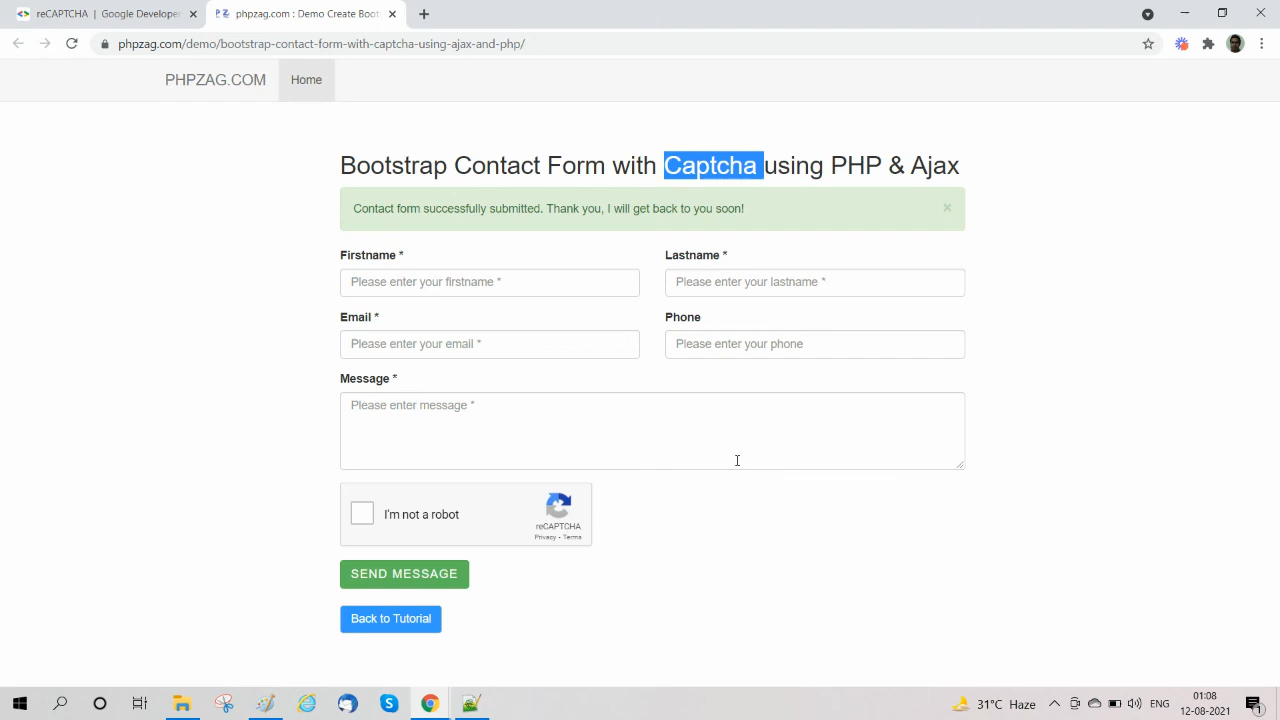 reCAPTCHA | Google Developer
phpzag.com : Demo Create Boot
phpzag.com/demo/bootstrap-contact-form-with-captcha-using-ajax-and-php/
PHPZAG.COM
Home
Bootstrap Contact Form with Captcha using PHP & Ajax
Contact form successfully submitted. Thank you, I will get back to you soon!
×
Firstname *
Lastname *
Please enter your firstname *
Please enter your lastname *
Email *
Phone
Please enter your email *
Please enter your phone
Message *
Please enter message *
I'm not a robot
reCAPTCHA
Privacy - Terms
SEND MESSAGE
Back to Tutorial
31°C Haze
ENG
01:08
12-08-2021
1